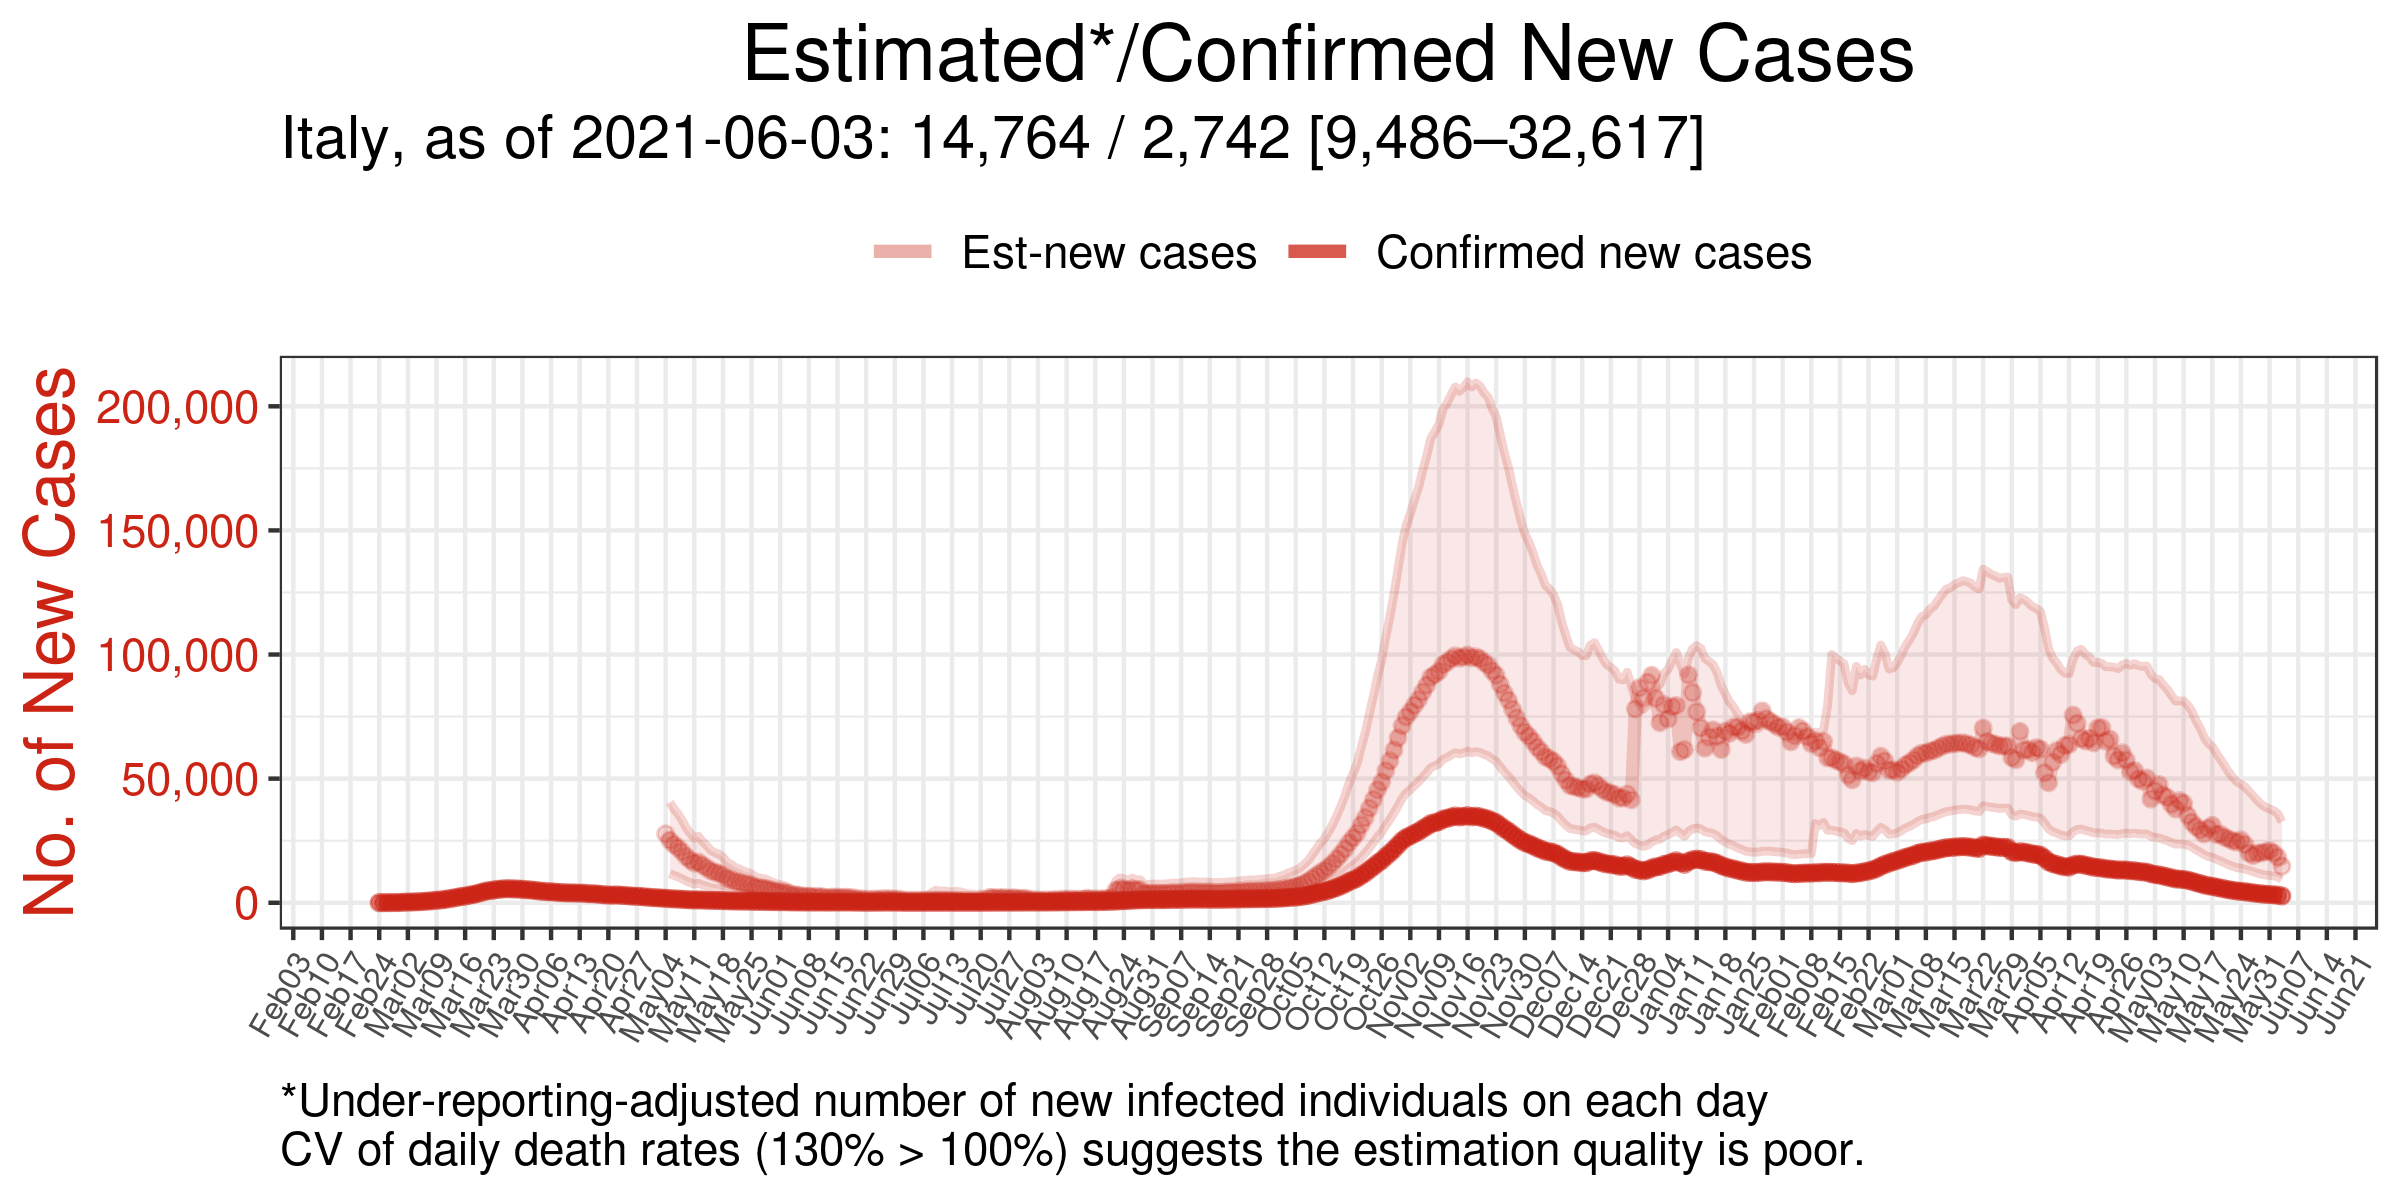 Estimated*/Confirmed New Cases
Italy, as of 2021-06-03: 14,764 / 2,742 [9,486–32,617]
Est-new cases
Confirmed new cases
No. of New Cases
200,000
150,000
100,000
50,000
0
Feb03
Feb10
Feb17
Feb24
Mar02
Mar09
Mar16
Mar23
Mar30
Apr06
Apr13
Apr20
Apr27
May04
May11
May18
May25
Jun01
Jun08
Jun15
Jun22
Jun29
Jul06
Jul13
Jul20
Jul27
Aug03
Aug10
Aug17
Aug24
Aug31
Sep07
Sep14
Sep21
Sep28
Oct05
Oct12
Oct19
Oct26
Nov02
Nov09
Nov16
Nov23
Nov30
Dec07
Dec14
Dec21
Dec28
Jan04
Jan11
Jan18
Jan25
Feb01
Feb08
Feb15
Feb22
Mar01
Mar08
Mar15
Mar22
Mar29
Apr05
Apr12
Apr19
Apr26
May03
May10
May17
May24
May31
Jun07
Jun14
Jun21
*Under-reporting-adjusted number of new infected individuals on each day
CV of daily death rates (130% > 100%) suggests the estimation quality is poor.